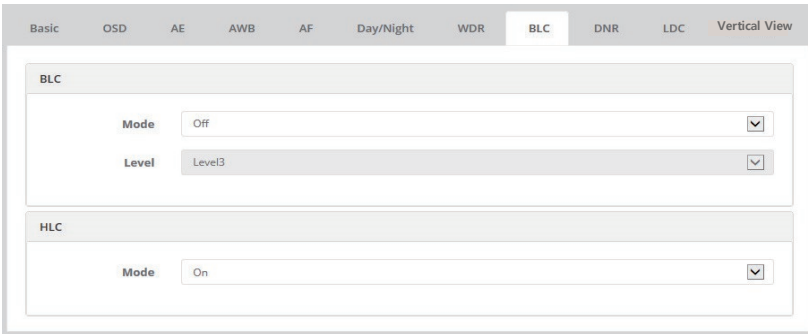 Basic OSD AE AWB AF Day/Night WDR BLC DNR LDC Vertical View
BLC
Mode Off
Level Level3
HLC
Mode On